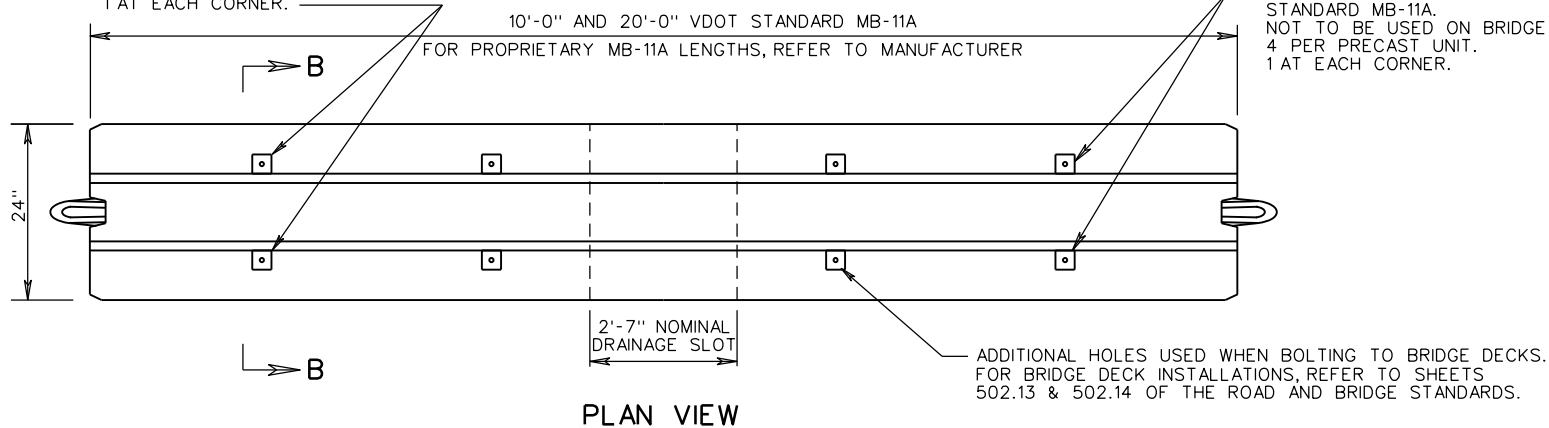 1 AT EACH CORNER.
10'-0" AND 20'-0" VDOT STANDARD MB-11A
FOR PROPRIETARY MB-11A LENGTHS, REFER TO MANUFACTURER
STANDARD MB-11A.
NOT TO BE USED ON BRIDGE
4 PER PRECAST UNIT.
1 AT EACH CORNER.
B
24"
2'-7" NOMINAL
DRAINAGE SLOT
B
ADDITIONAL HOLES USED WHEN BOLTING TO BRIDGE DECKS.
FOR BRIDGE DECK INSTALLATIONS, REFER TO SHEETS
502.13 & 502.14 OF THE ROAD AND BRIDGE STANDARDS.
PLAN VIEW